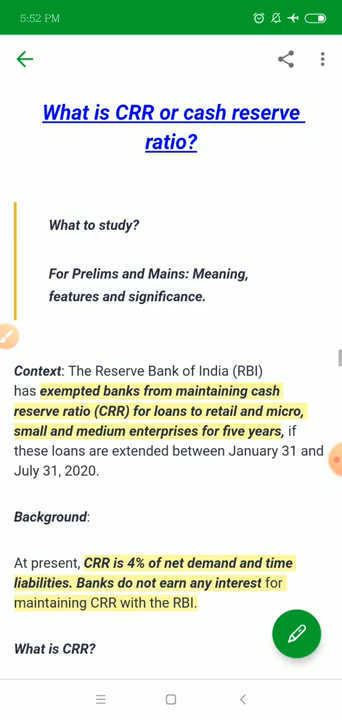 5:52 PM
What is CRR or cash reserve
ratio?
What to study?
For Prelims and Mains: Meaning,
features and significance.
Context: The Reserve Bank of India (RBI)
has exempted banks from maintaining cash
reserve ratio (CRR) for loans to retail and micro,
small and medium enterprises for five years, if
these loans are extended between January 31 and
July 31, 2020.
Background:
At present, CRR is 4% of net demand and time
liabilities. Banks do not earn any interest for
maintaining CRR with the RBI.
What is CRR?